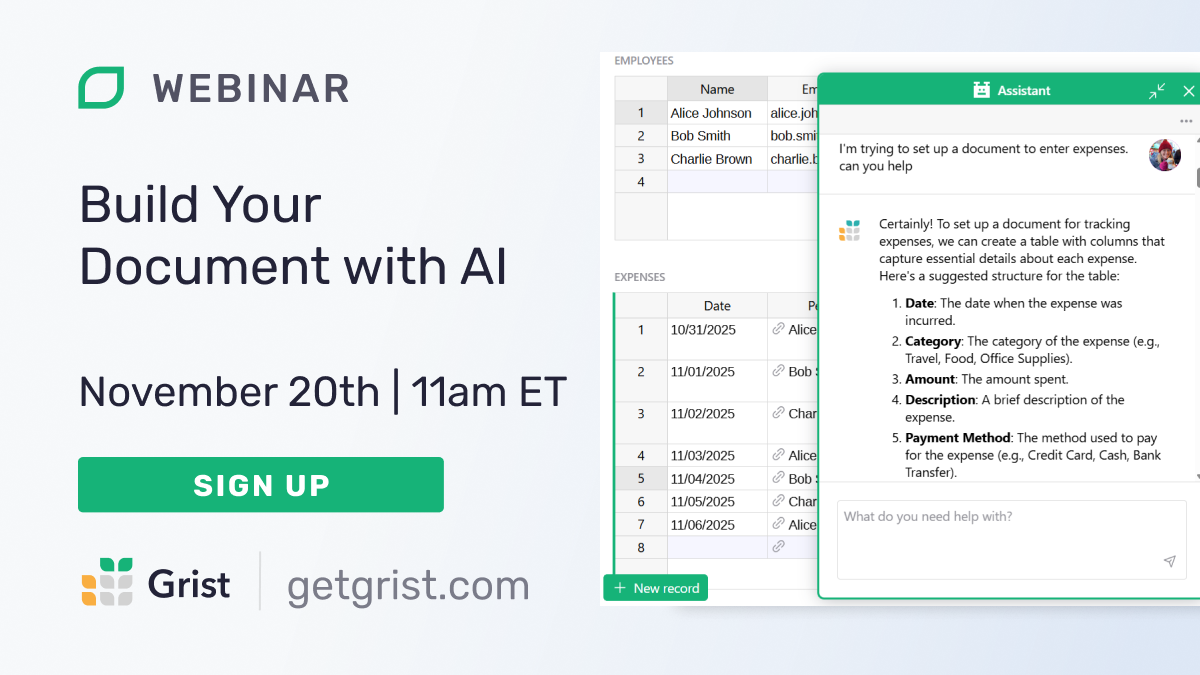 WEBINAR
Build Your
Document with AI
November 20th | 11am ET
SIGN UP
Grist
getgrist.com
EMPLOYEES
Name
1 Alice Johnson alice.joh
2 Bob Smith bob.smi
3 Charlie Brown charlie.b
4
EXPENSES
Date
1 10/31/2025 Alice
2 11/01/2025 Bob
3 11/02/2025 Char
4 11/03/2025 Alice
5 11/04/2025 Bob
6 11/05/2025 Char
7 11/06/2025 Alice
8
+ New record
Assistant
I'm trying to set up a document to enter expenses.
can you help
Certainly! To set up a document for tracking
expenses, we can create a table with columns that
capture essential details about each expense.
Here's a suggested structure for the table:
1. Date: The date when the expense was
incurred.
2. Category: The category of the expense (e.g.,
Travel, Food, Office Supplies).
3. Amount: The amount spent.
4. Description: A brief description of the
expense.
5. Payment Method: The method used to pay
for the expense (e.g., Credit Card, Cash, Bank
Transfer).
What do you need help with?